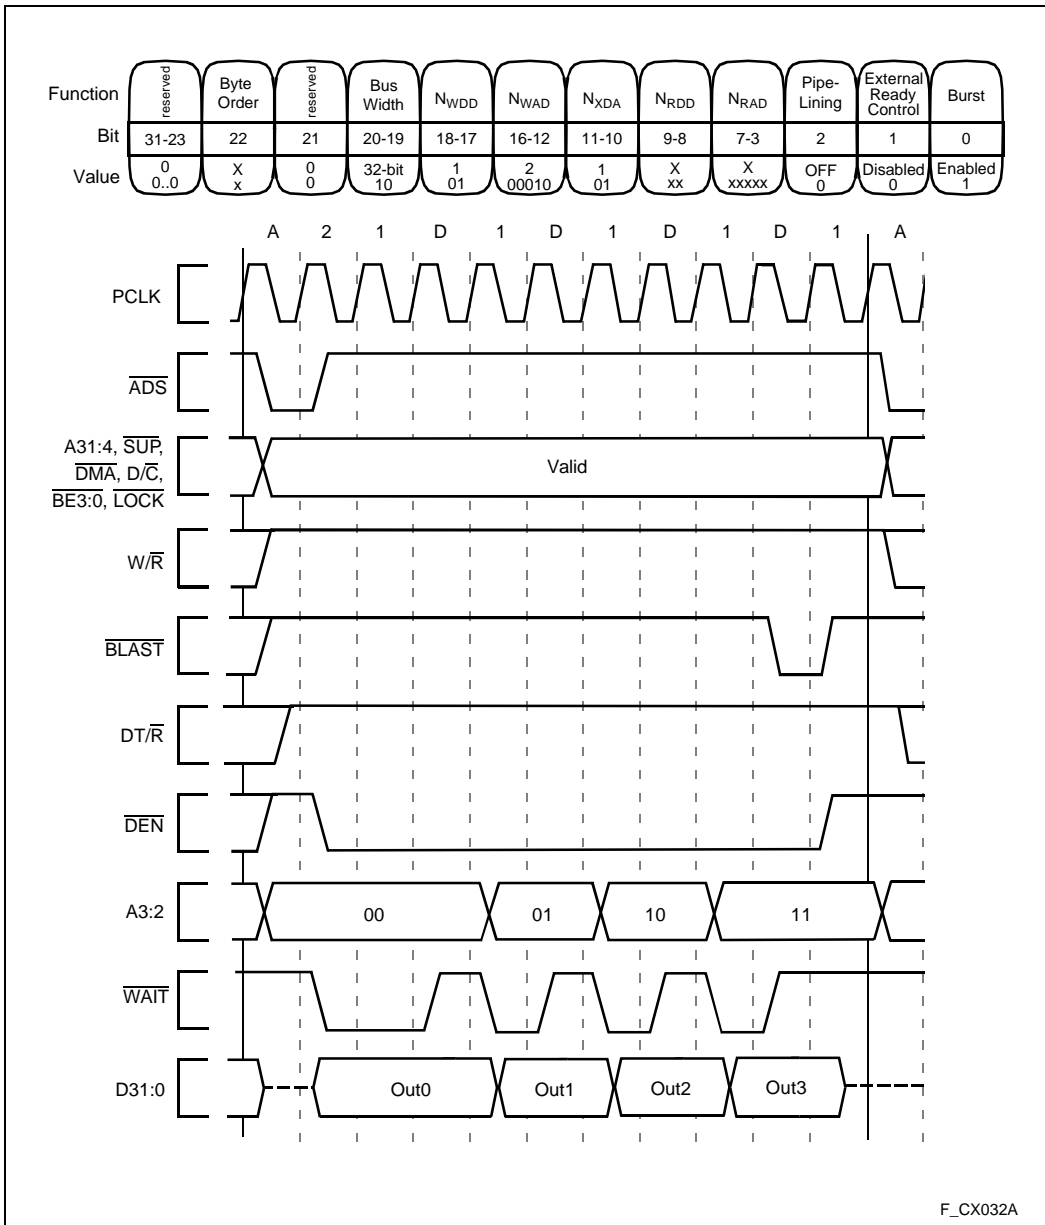 Function reserved Byte Order reserved Bus Width NWDD NWAD NXDA NRDD NRAD Pipe-Lining External Ready Control Burst
Bit 31-23 22 21 20-19 18-17 16-12 11-10 9-8 7-3 2 1 0
Value 0 X 0 32-bit 1 2 1 X X OFF Disabled Enabled
0..0 x 0 10 01 00010 01 xx xxxxx 0 0 1
A 2 1 D 1 D 1 D 1 D 1 A
PCLK
ADS
A31:4, SUP,
DMA, D/C,
BE3:0, LOCK
Valid
W/R
BLAST
DT/R
DEN
A3:2 00 01 10 11
WAIT
D31:0 Out0 Out1 Out2 Out3
F_CX032A